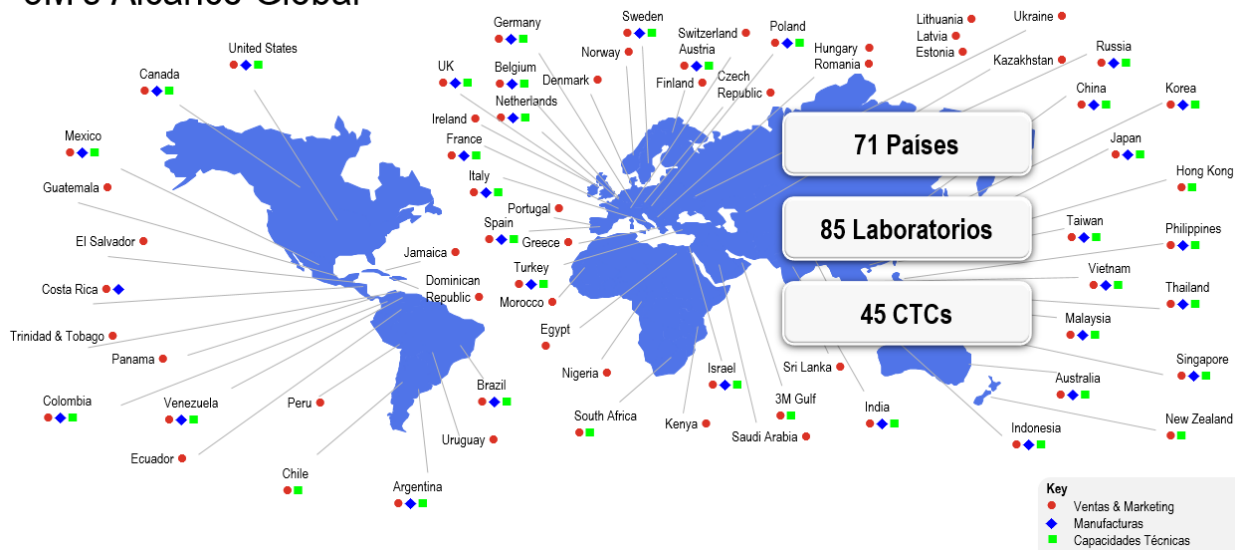 Alcance Global
United States
Canada
Mexico
Guatemala
El Salvador
Costa Rica
Trinidad & Tobago
Panama
Colombia
Venezuela
Ecuador
Peru
Chile
Argentina
Uruguay
Brazil
Jamaica
Dominican
Republic
Germany
UK
Belgium
Netherlands
Ireland
France
Italy
Spain
Portugal
Greece
Turkey
Morocco
Egypt
Nigeria
South Africa
Kenya
Israel
Saudi Arabia
3M Gulf
Sri Lanka
India
Sweden
Norway
Denmark
Switzerland
Austria
Finland
Czech
Republic
Poland
Hungary
Romania
Lithuania
Latvia
Estonia
Ukraine
Kazakhstan
Russia
China
Korea
Japan
Hong Kong
Taiwan
Philippines
Vietnam
Thailand
Malaysia
Singapore
Australia
New Zealand
Indonesia
71 Países
85 Laboratorios
45 CTCs
Key
Ventas & Marketing
Manufacturas
Capacidades Técnicas